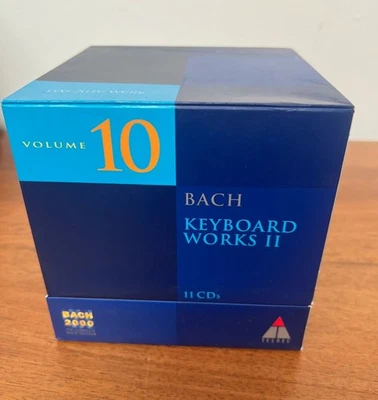 VOLUME 10
BACH
KEYBOARD
WORKS II
11 CDs
BACH
2000
TELDEC